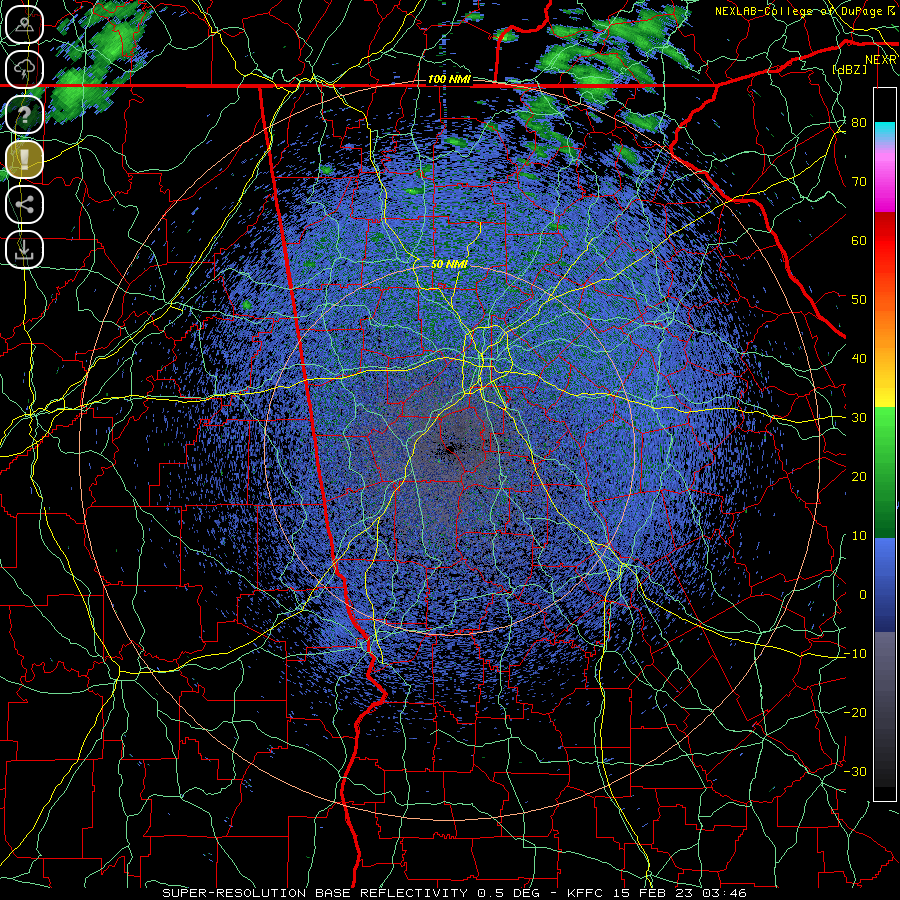 NEXLAB-College of DuPage
NEXR
[dBZ]
100 NMI
80
70
60
50 NMI
50
40
30
20
10
0
-10
-20
-30
SUPER-RESOLUTION BASE REFLECTIVITY 0.5 DEG - KFFC 15 FEB 23 03:46